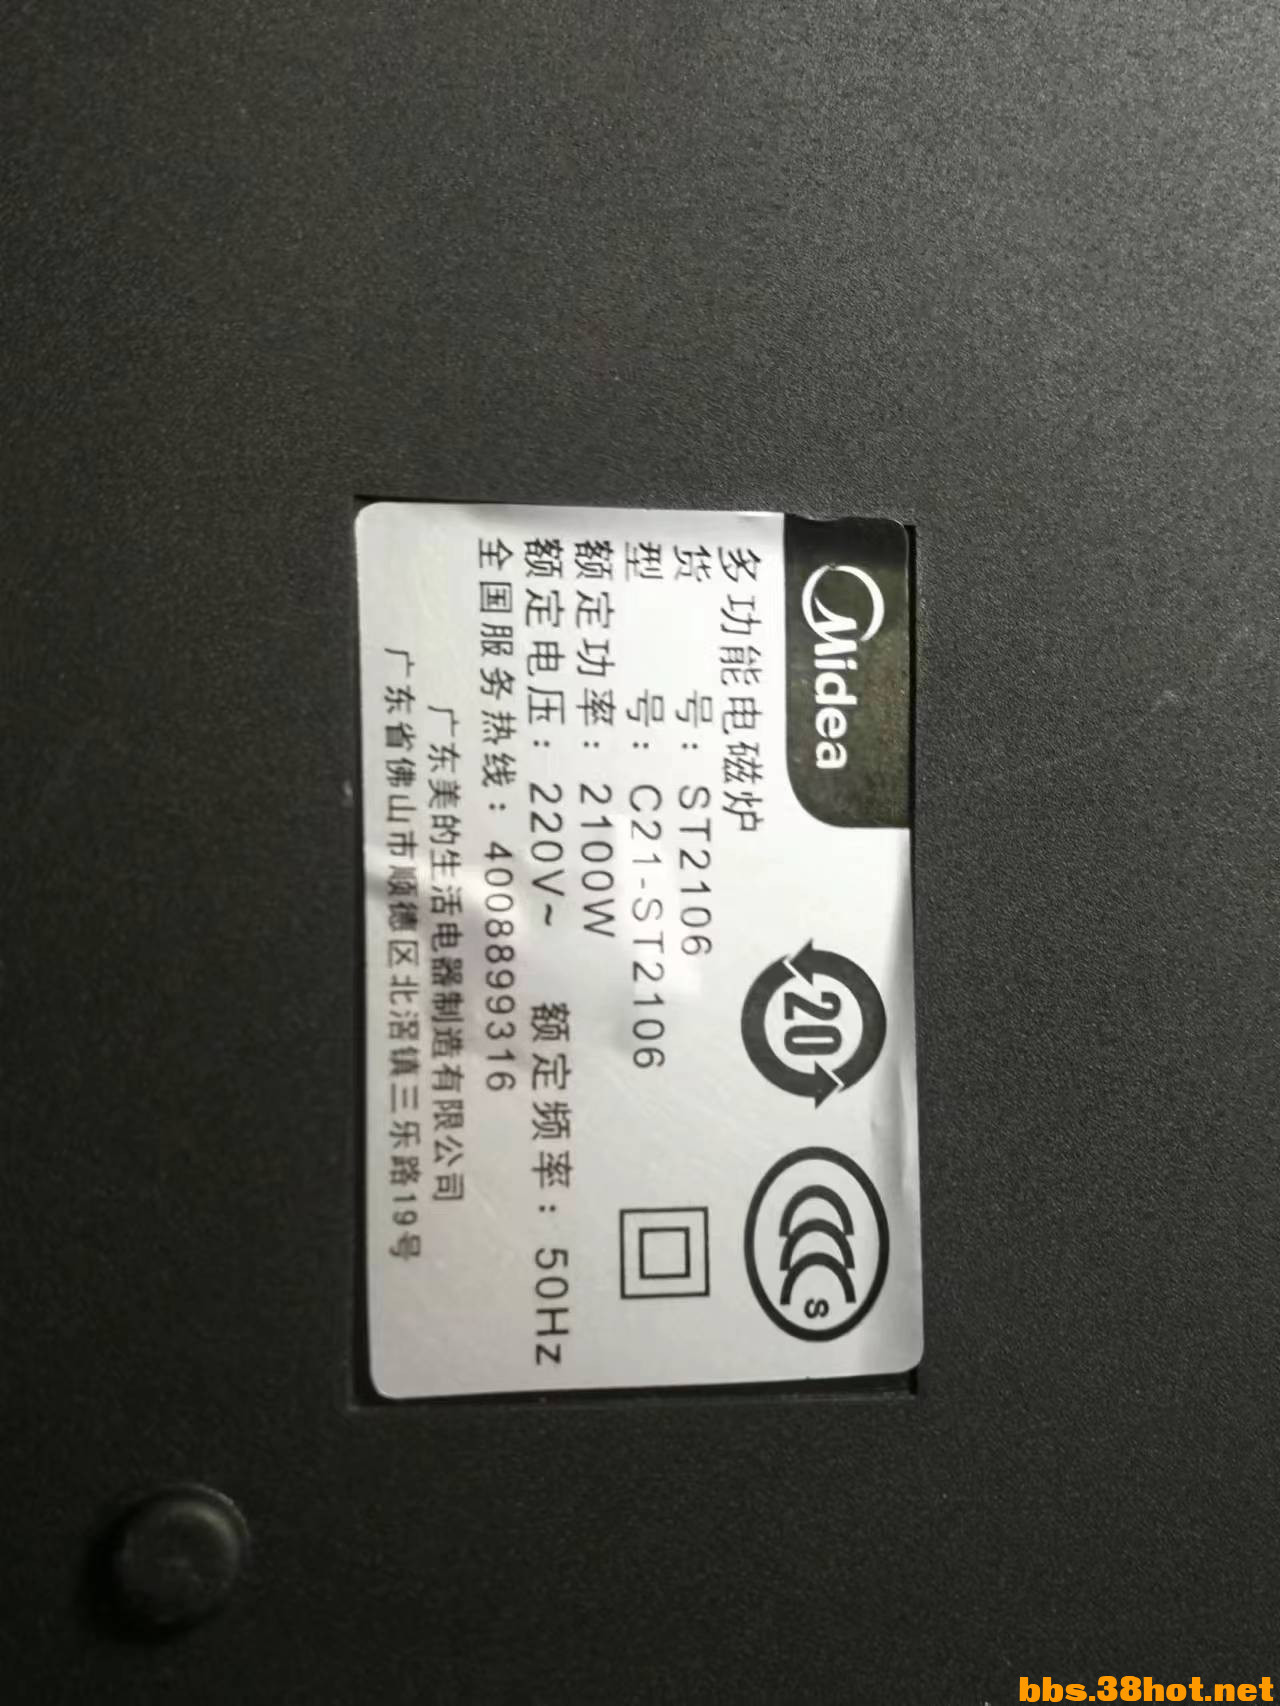 Midea
20
S
多功能电磁炉
货 号：ST2106
型 号：C21-ST2106
额定功率：2100W
额定电压：220V~ 额定频率：50Hz
全国服务热线：4008899316
广东美的生活电器制造有限公司
广东省佛山市顺德区北滘镇三乐路19号
bbs.38hot.net